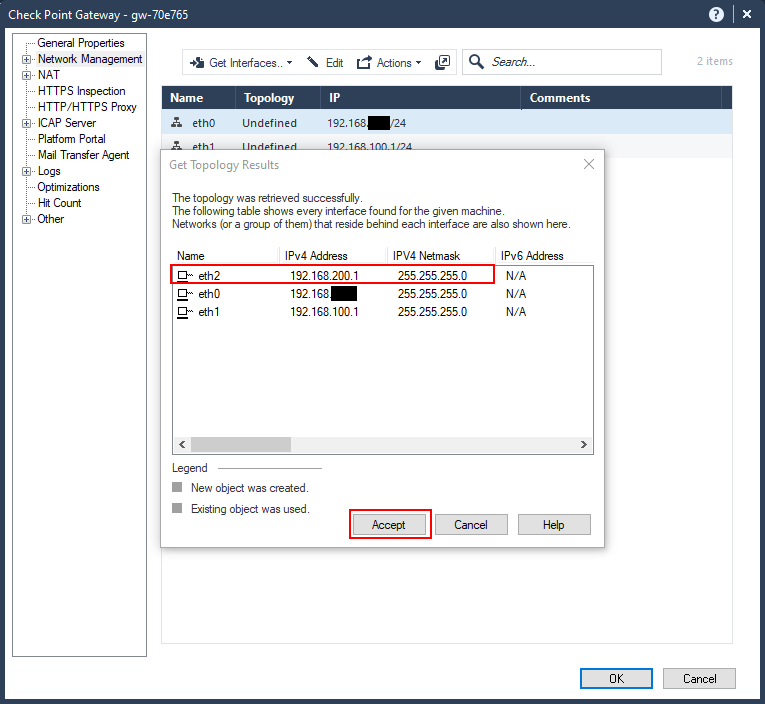 Check Point Gateway - gw-70e765
General Properties
Network Management
NAT
HTTPS Inspection
HTTP/HTTPS Proxy
ICAP Server
Platform Portal
Mail Transfer Agent
Logs
Optimizations
Hit Count
Other
Get Interfaces.. Edit Actions Search... 2 items
Name Topology IP Comments
eth0 Undefined 192.168. /24
eth1 Undefined 192.168.100.1/24
Get Topology Results
The topology was retrieved successfully.
The following table shows every interface found for the given machine.
Networks (or a group of them) that reside behind each interface are also shown here.
Name IPv4 Address IPV4 Netmask IPv6 Address
eth2 192.168.200.1 255.255.255.0 N/A
eth0 192.168. 255.255.255.0 N/A
eth1 192.168.100.1 255.255.255.0 N/A
Legend
New object was created.
Existing object was used.
Accept Cancel Help
OK Cancel